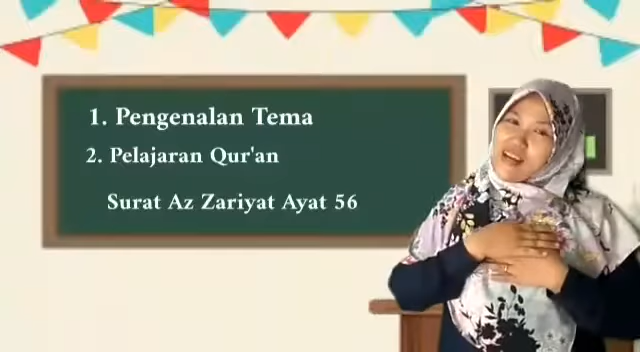 1. Pengenalan Tema
2. Pelajaran Qur'an
Surat Az Zariyat Ayat 56